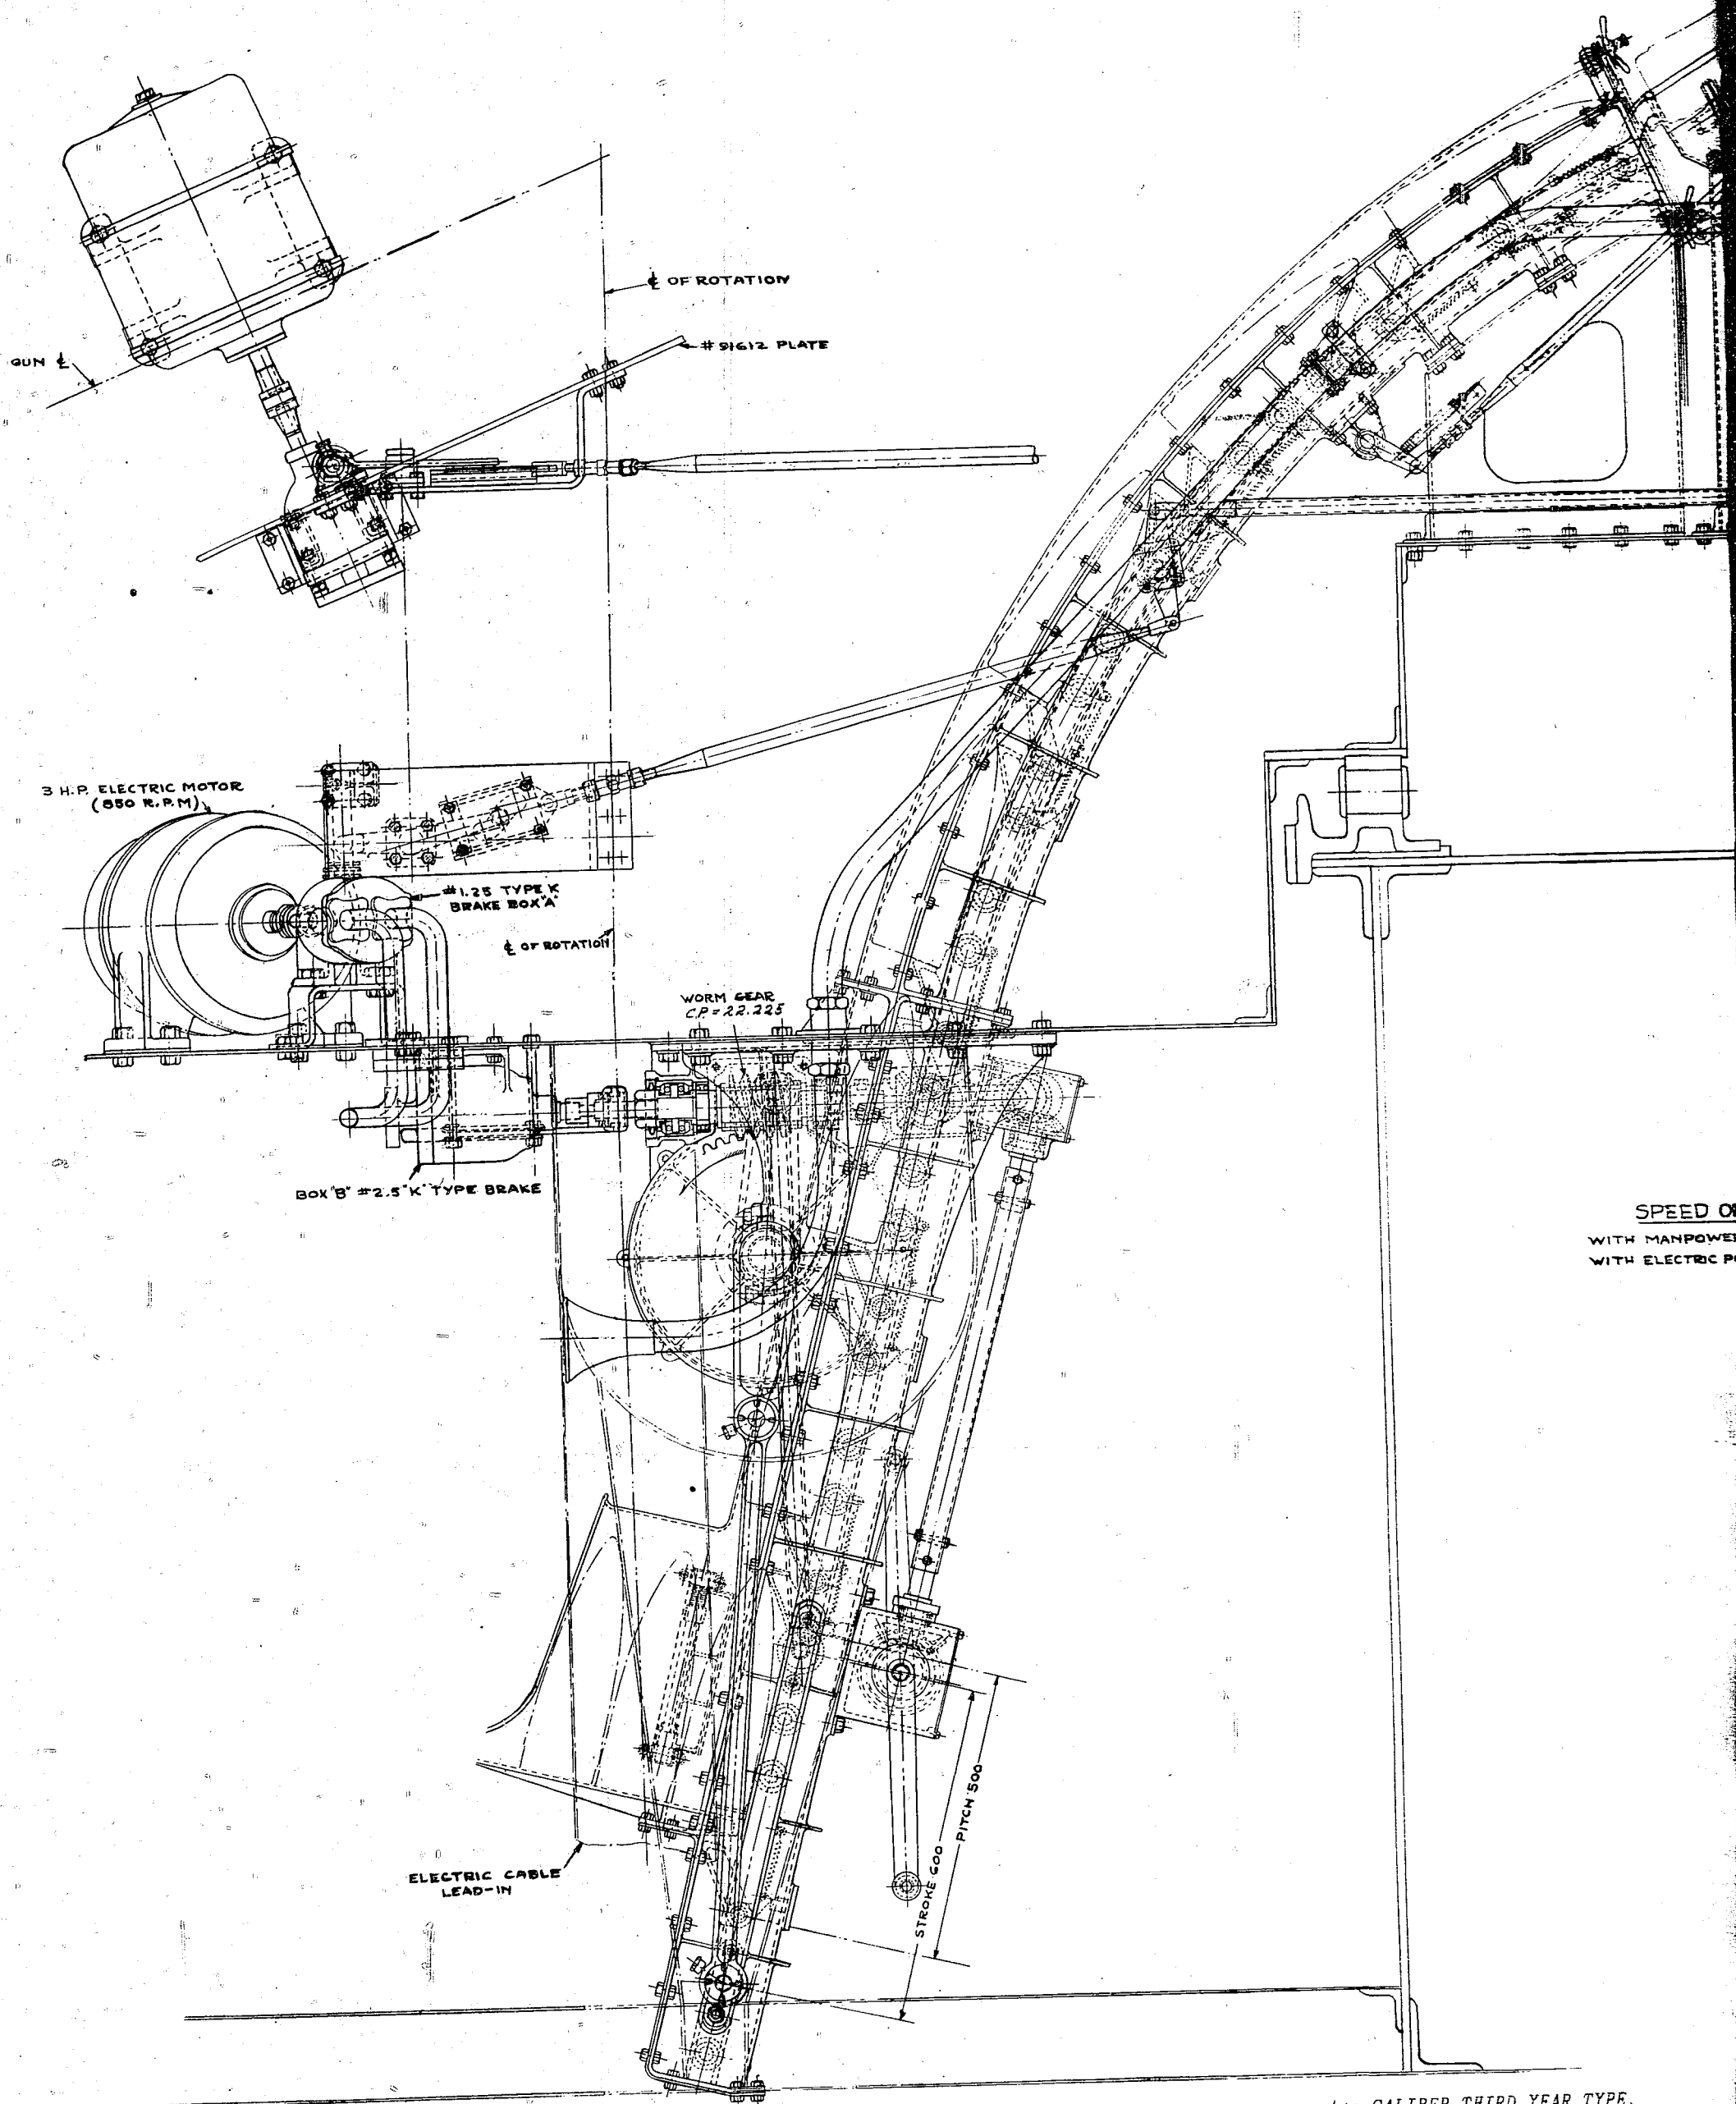 ℄ OF ROTATION
#91612 PLATE
GUN ℄
3 H.P. ELECTRIC MOTOR
(850 R.P.M)
#1.25 TYPE K
BRAKE BOX "A"
℄ OF ROTATION
WORM GEAR
C.P. = 22.225
BOX "B" #2.5 "K" TYPE BRAKE
SPEED
WITH MANPOWER
WITH ELECTRIC
PITCH 500
STROKE 600
ELECTRIC CABLE
LEAD-IN
CALIBER THIRD YEAR TYPE.